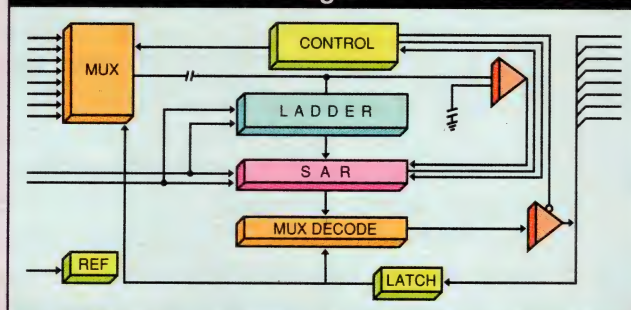 CONTROL
MUX
LADDER
SAR
MUX DECODE
REF
LATCH